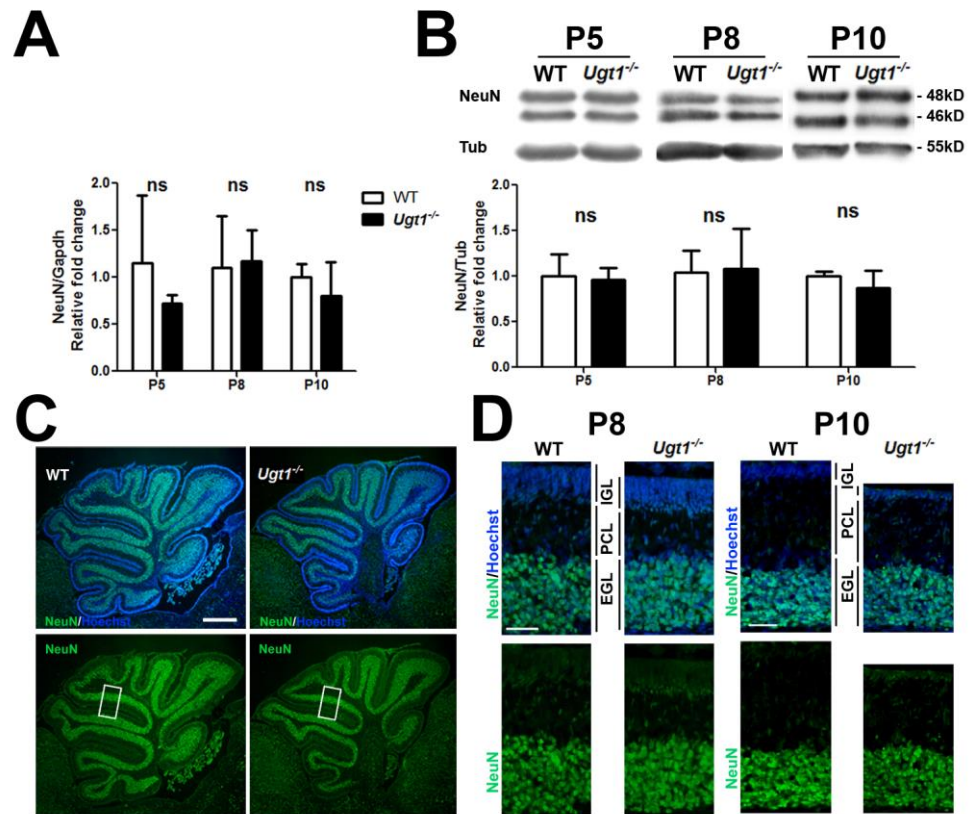 A
2.0
1.5
1.0
0.5
0.0
NeuN/Gapdh
Relative fold change
ns
ns
ns
P5
P8
P10
WT
Ugt1-/-
B
P5
P8
P10
WT
Ugt1-/-
WT
Ugt1-/-
WT
Ugt1-/-
NeuN
Tub
- 48kD
- 46kD
- 55kD
2.0
1.5
1.0
0.5
0.0
NeuN/Tub
Relative fold change
ns
ns
ns
P5
P8
P10
C
WT
NeuN/Hoechst
Ugt1-/-
NeuN/Hoechst
NeuN
NeuN
D
P8
P10
WT
Ugt1-/-
WT
Ugt1-/-
NeuN/Hoechst
IGL
PCL
EGL
NeuN/Hoechst
IGL
PCL
EGL
NeuN
NeuN